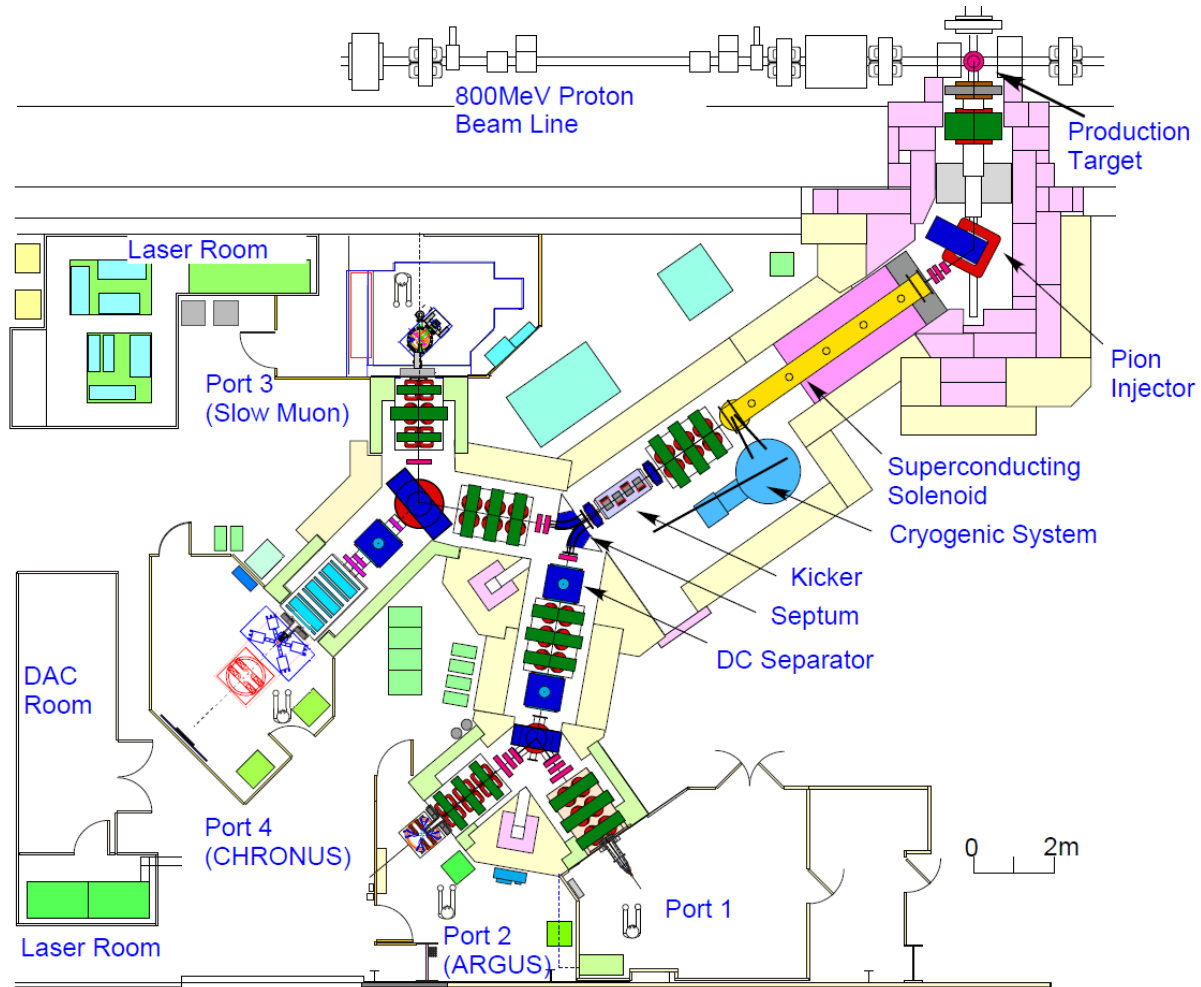 800MeV Proton
Beam Line
Production
Target
Laser Room
Pion
Injector
Port 3
(Slow Muon)
Superconducting
Solenoid
Cryogenic System
Kicker
Septum
DC Separator
DAC
Room
Port 4
(CHRONUS)
0 2m
Port 1
Port 2
(ARGUS)
Laser Room